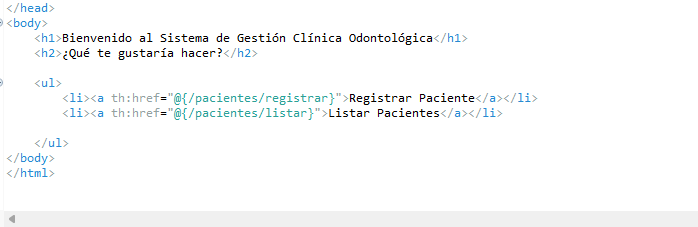 </head>
<body>
<h1>Bienvenido al Sistema de Gestión Clínica Odontológica</h1>
<h2>¿Qué te gustaría hacer?</h2>
<ul>
<li><a th:href="@{/pacientes/registrar}">Registrar Paciente</a></li>
<li><a th:href="@{/pacientes/listar}">Listar Pacientes</a></li>
</ul>
</body>
</html>